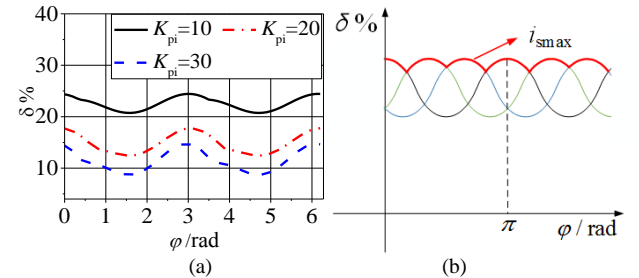 (a)
K_pi=10 K_pi=20
K_pi=30
δ %
40
30
20
10
0 1 2 3 4 5 6
φ/rad
(a)
δ %
i_smax
π
φ / rad
(b)